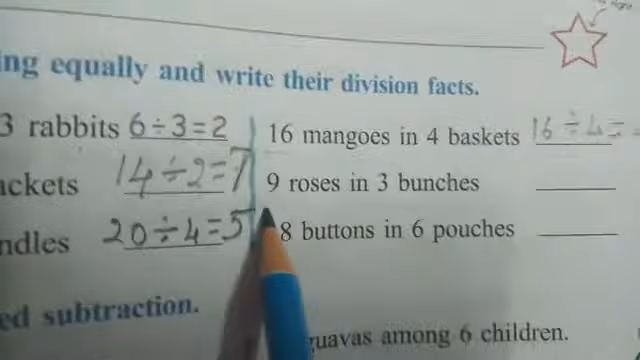 ing equally and write their division facts.
3 rabbits 6÷3=2
16 mangoes in 4 baskets 16÷4=
ackets 14÷2=7
9 roses in 3 bunches
ndles 20÷4=5
8 buttons in 6 pouches
ed subtraction.
guavas among 6 children.